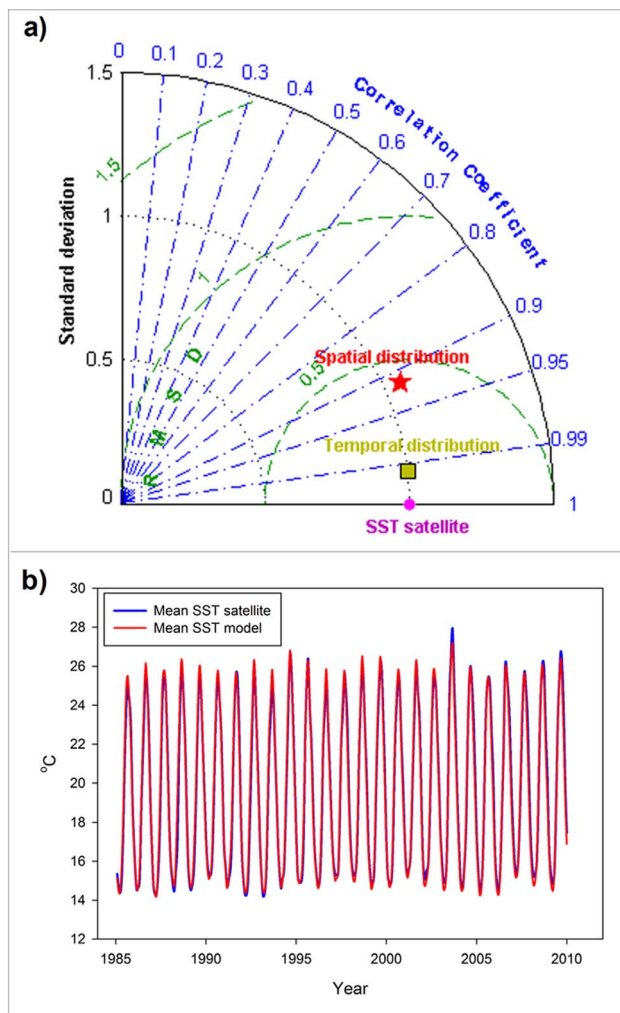 a)
0
0.1
0.2
0.3
0.4
0.5
0.6
0.7
0.8
0.9
0.95
0.99
1
Correlation Coefficient
1.5
1
0.5
0
Standard deviation
1.5
1
0.5
R M S D
Spatial distribution
Temporal distribution
SST satellite
b)
30
28
26
24
22
20
18
16
14
12
°C
Mean SST satellite
Mean SST model
1985 1990 1995 2000 2005 2010
Year